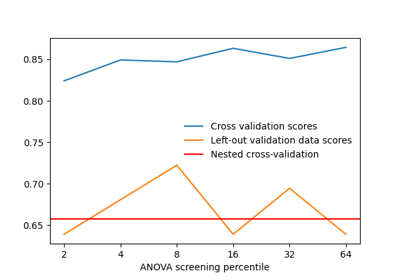 0.85
0.80
0.75
0.70
0.65
Cross validation scores
Left-out validation data scores
Nested cross-validation
2 4 8 16 32 64
ANOVA screening percentile